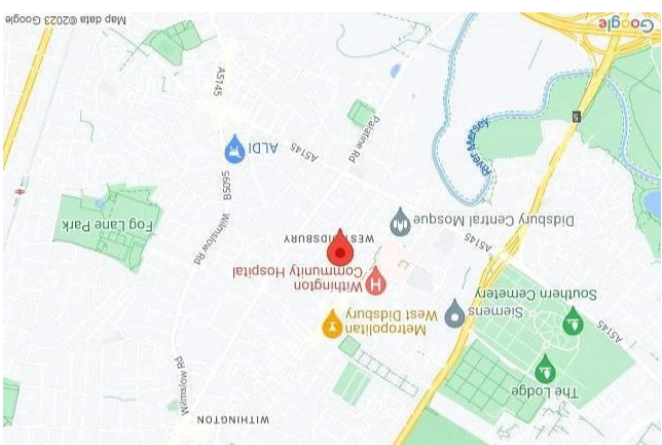 WITHINGTON
Wilmslow Rd
The Lodge
A5145
Southern Cemetery
Siemens
Metropolitan
West Didsbury
H
Withington
Community Hospital
WEST DIDSBURY
Didsbury Central Mosque
A5145
Fog Lane Park
Wilmslow Rd
B5095
ALDI
A5145
Palatine Rd
River Mersey
5
A5145
Google
Map data ©2023 Google